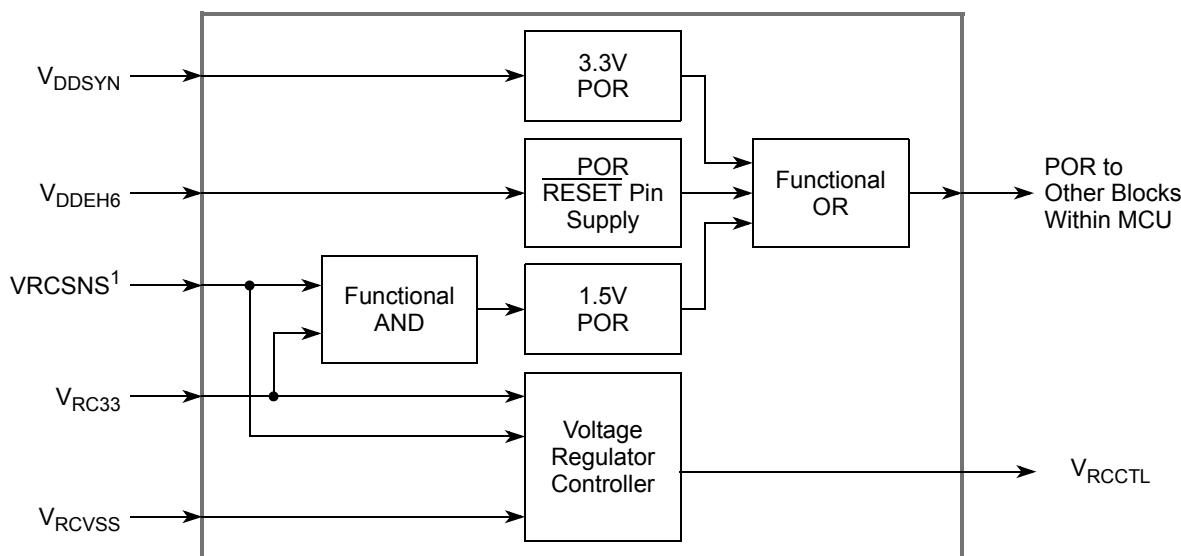 V_DDSYN
3.3V
POR
V_DDEH6
POR
RESET Pin
Supply
Functional
OR
POR to
Other Blocks
Within MCU
VRCSNS¹
Functional
AND
1.5V
POR
V_RC33
Voltage
Regulator
Controller
V_RCCTL
V_RCVSS